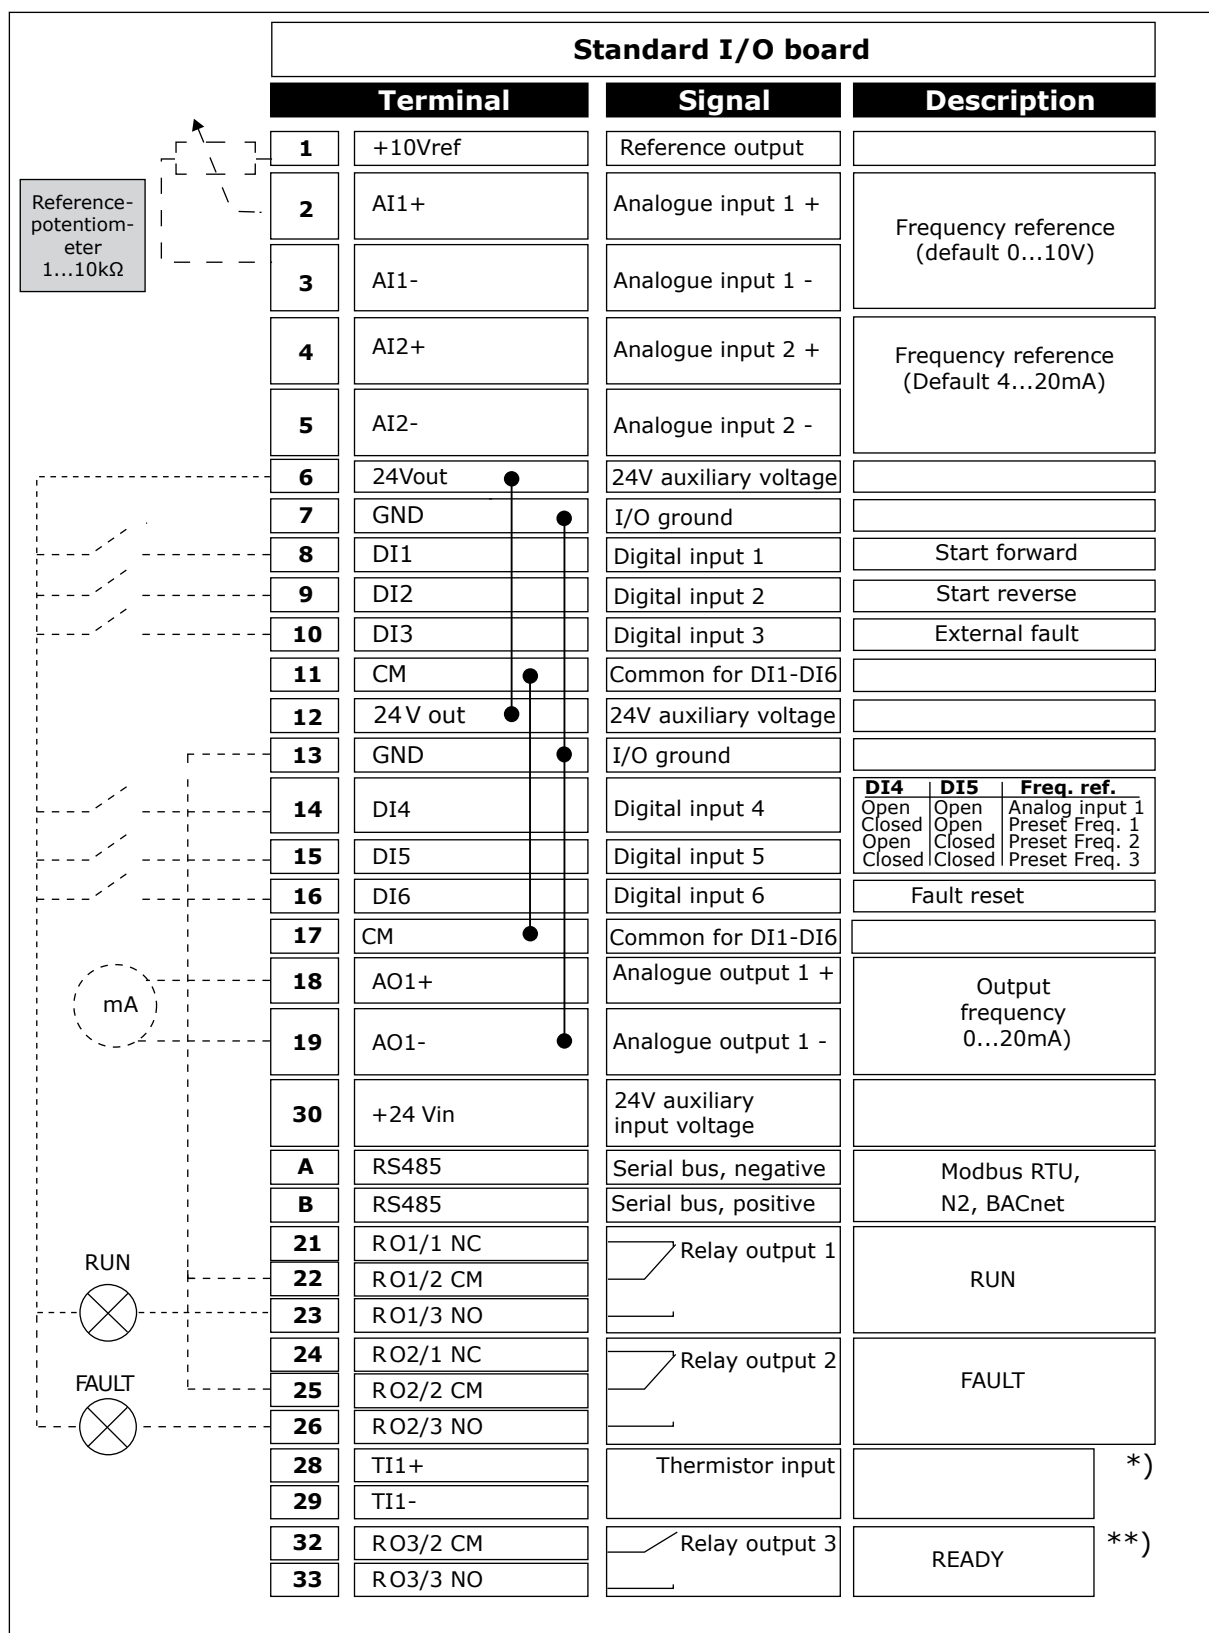 Standard I/O board
Terminal Signal Description
1 +10Vref Reference output
Reference-
potentiom-
eter
1...10kΩ
2 AI1+ Analogue input 1 +
Frequency reference
(default 0...10V)
3 AI1- Analogue input 1 -
4 AI2+ Analogue input 2 +
Frequency reference
(Default 4...20mA)
5 AI2- Analogue input 2 -
6 24Vout 24V auxiliary voltage
7 GND I/O ground
8 DI1 Digital input 1 Start forward
9 DI2 Digital input 2 Start reverse
10 DI3 Digital input 3 External fault
11 CM Common for DI1-DI6
12 24V out 24V auxiliary voltage
13 GND I/O ground
14 DI4 Digital input 4
DI4 DI5 Freq. ref.
Open Open Analog input 1
Closed Open Preset Freq. 1
Open Closed Preset Freq. 2
Closed Closed Preset Freq. 3
15 DI5 Digital input 5
16 DI6 Digital input 6 Fault reset
17 CM Common for DI1-DI6
18 AO1+ Analogue output 1 +
mA
Output
frequency
0...20mA)
19 AO1- Analogue output 1 -
30 +24 Vin 24V auxiliary
input voltage
A RS485 Serial bus, negative
Modbus RTU,
N2, BACnet
B RS485 Serial bus, positive
21 RO1/1 NC Relay output 1
RUN
22 RO1/2 CM RUN
23 RO1/3 NO
24 RO2/1 NC Relay output 2
FAULT
25 RO2/2 CM FAULT
26 RO2/3 NO
28 TI1+ Thermistor input *)
29 TI1-
32 RO3/2 CM Relay output 3 READY **)
33 RO3/3 NO